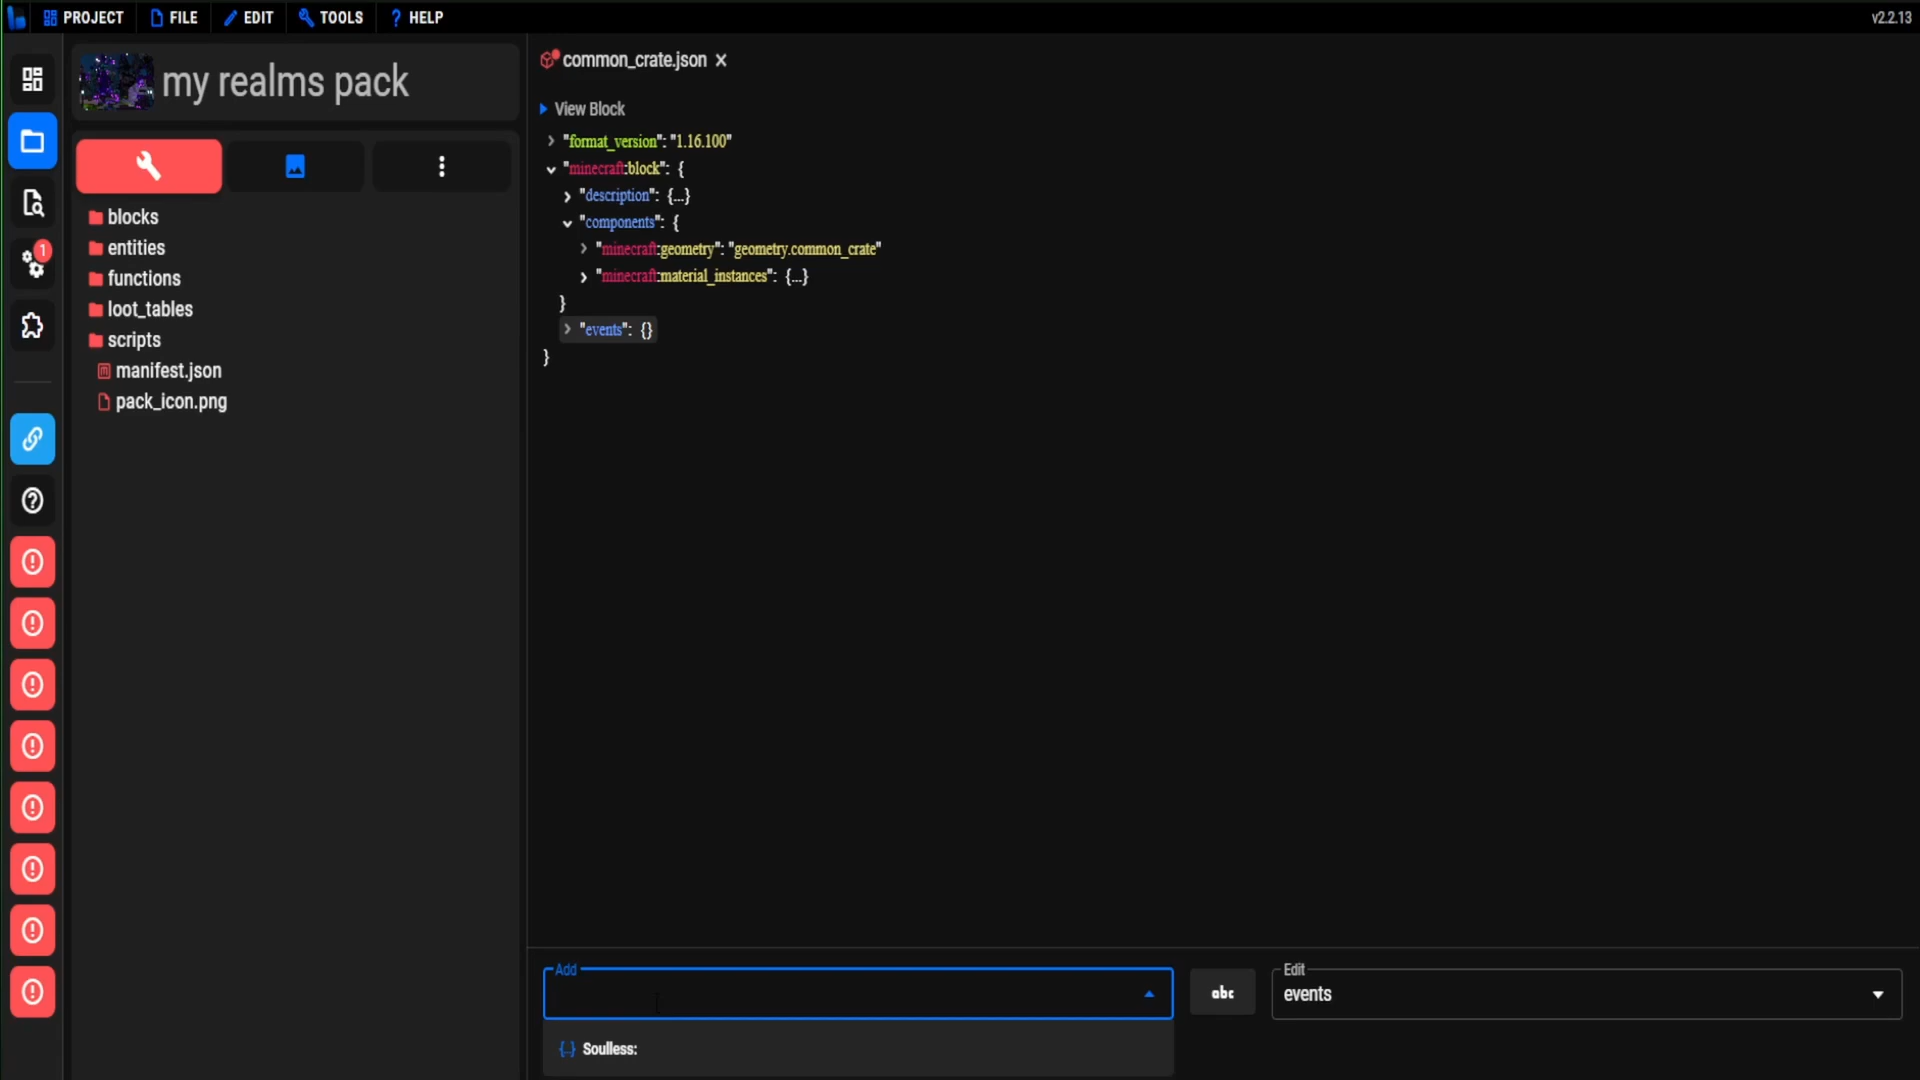 PROJECT FILE EDIT TOOLS HELP v2.2.13
my realms pack
1
blocks
entities
functions
loot_tables
scripts
manifest.json
pack_icon.png
common_crate.json
View Block
"format_version": "1.16.100"
"minecraft:block": {
"description": {...}
"components": {
"minecraft:geometry": "geometry.common_crate"
"minecraft:material_instances": {...}
}
"events": {}
}
Add
abc
Edit
events
{..} Soulless: